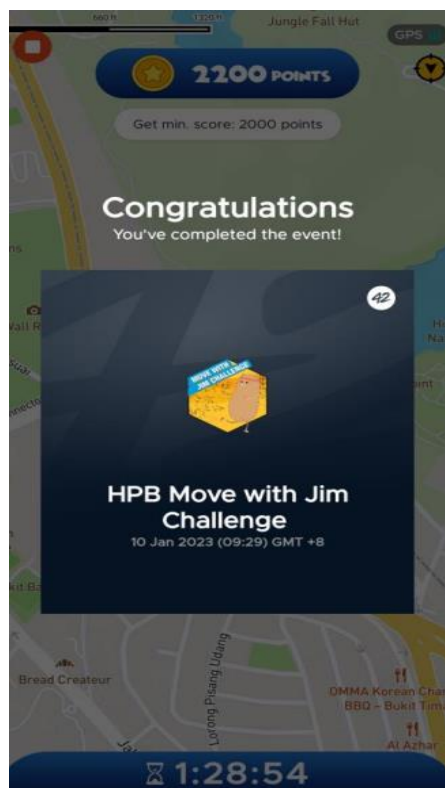 660 ft
1320 ft
Jungle Fall Hut
GPS
2200 POINTS
Get min. score: 2000 points
Congratulations
You've completed the event!
42
MOVE WITH
JIM CHALLENGE
HPB Move with Jim
Challenge
10 Jan 2023 (09:29) GMT +8
Bread Createur
Lorong Pisang Udang
OMMA Korean Char
BBQ - Bukit Tima
Al Azhar
1:28:54